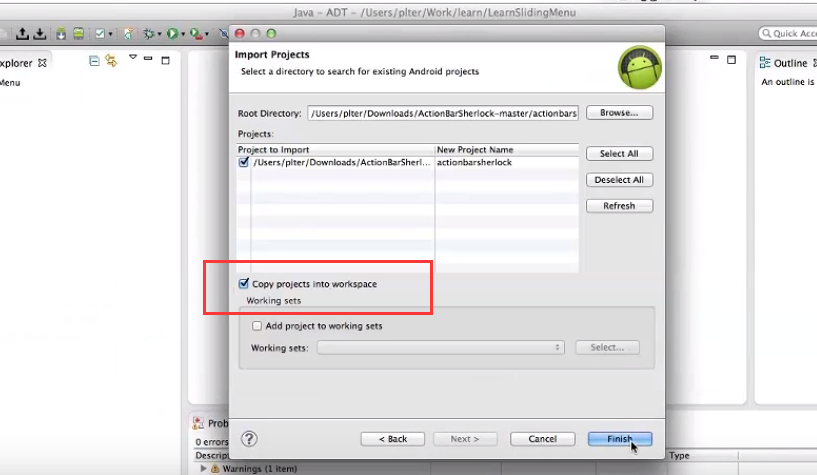 Java - ADT - /Users/plter/Work/learn/LearnSlidingMenu
Quick Acce
xplorer
Menu
Outline
An outline is
Import Projects
Select a directory to search for existing Android projects
Root Directory: /Users/plter/Downloads/ActionBarSherlock-master/actionbars Browse...
Projects:
Project to Import New Project Name
/Users/plter/Downloads/ActionBarSherl... actionbarsherlock
Select All
Deselect All
Refresh
Copy projects into workspace
Working sets
Add project to working sets
Working sets: Select...
? < Back Next > Cancel Finish
Prob
0 errors
Descript Type
Warnings (1 item)